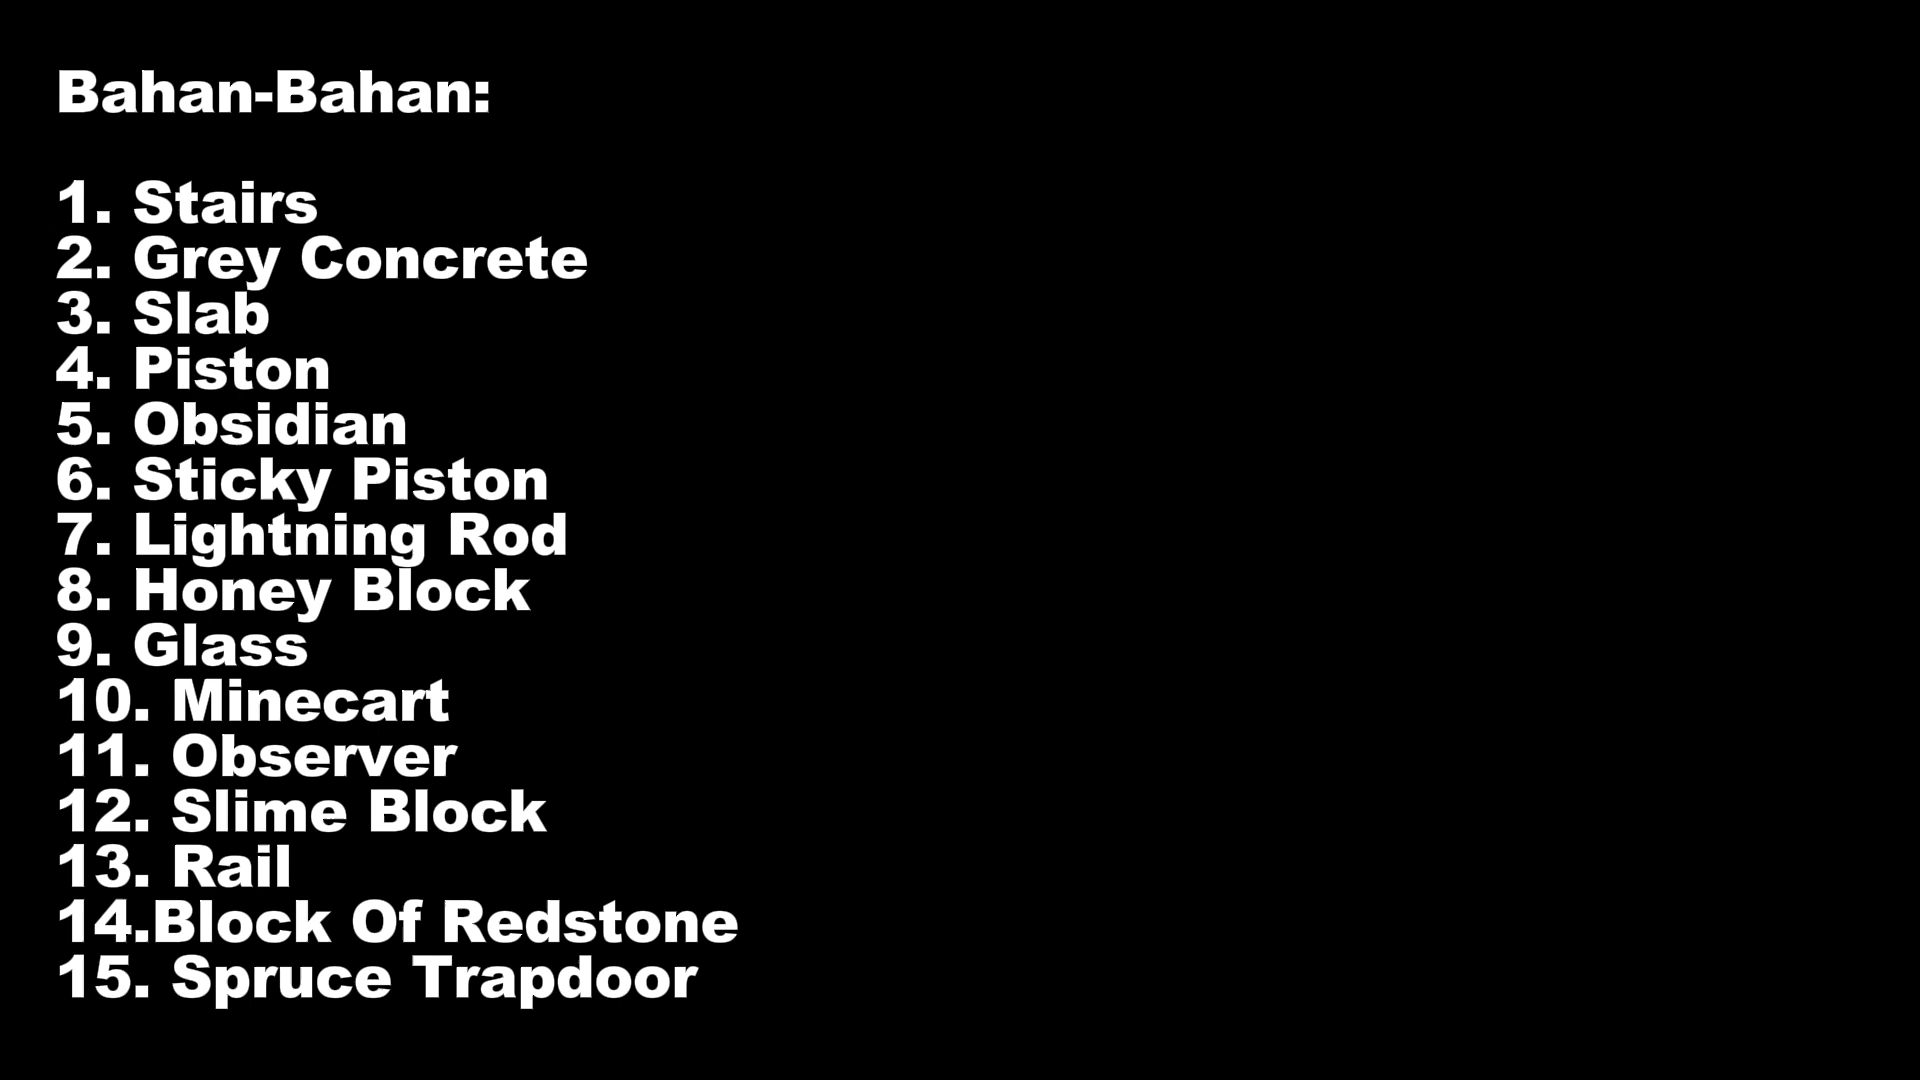 Bahan-Bahan:
1. Stairs
2. Grey Concrete
3. Slab
4. Piston
5. Obsidian
6. Sticky Piston
7. Lightning Rod
8. Honey Block
9. Glass
10. Minecart
11. Observer
12. Slime Block
13. Rail
14.Block Of Redstone
15. Spruce Trapdoor